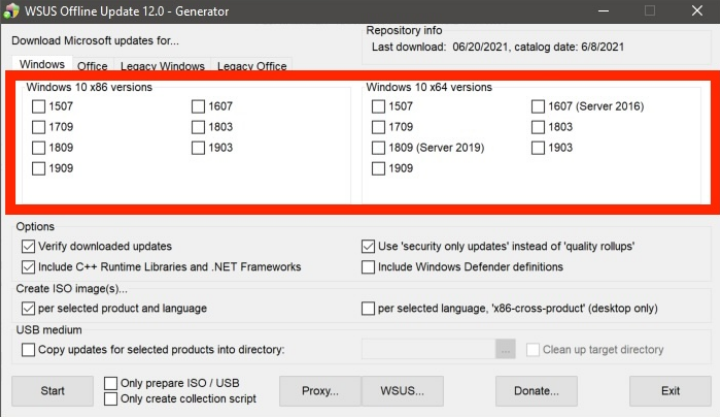 WSUS Offline Update 12.0 - Generator
Download Microsoft updates for...
Repository info
Last download: 06/20/2021, catalog date: 6/8/2021
Windows Office Legacy Windows Legacy Office
Windows 10 x86 versions
1507 1607
1709 1803
1809 1903
1909
Windows 10 x64 versions
1507 1607 (Server 2016)
1709 1803
1809 (Server 2019) 1903
1909
Options
Verify downloaded updates Use 'security only updates' instead of 'quality rollups'
Include C++ Runtime Libraries and .NET Frameworks Include Windows Defender definitions
Create ISO image(s)...
per selected product and language per selected language, 'x86-cross-product' (desktop only)
USB medium
Copy updates for selected products into directory: ... Clean up target directory
Start
Only prepare ISO / USB
Only create collection script
Proxy... WSUS... Donate... Exit